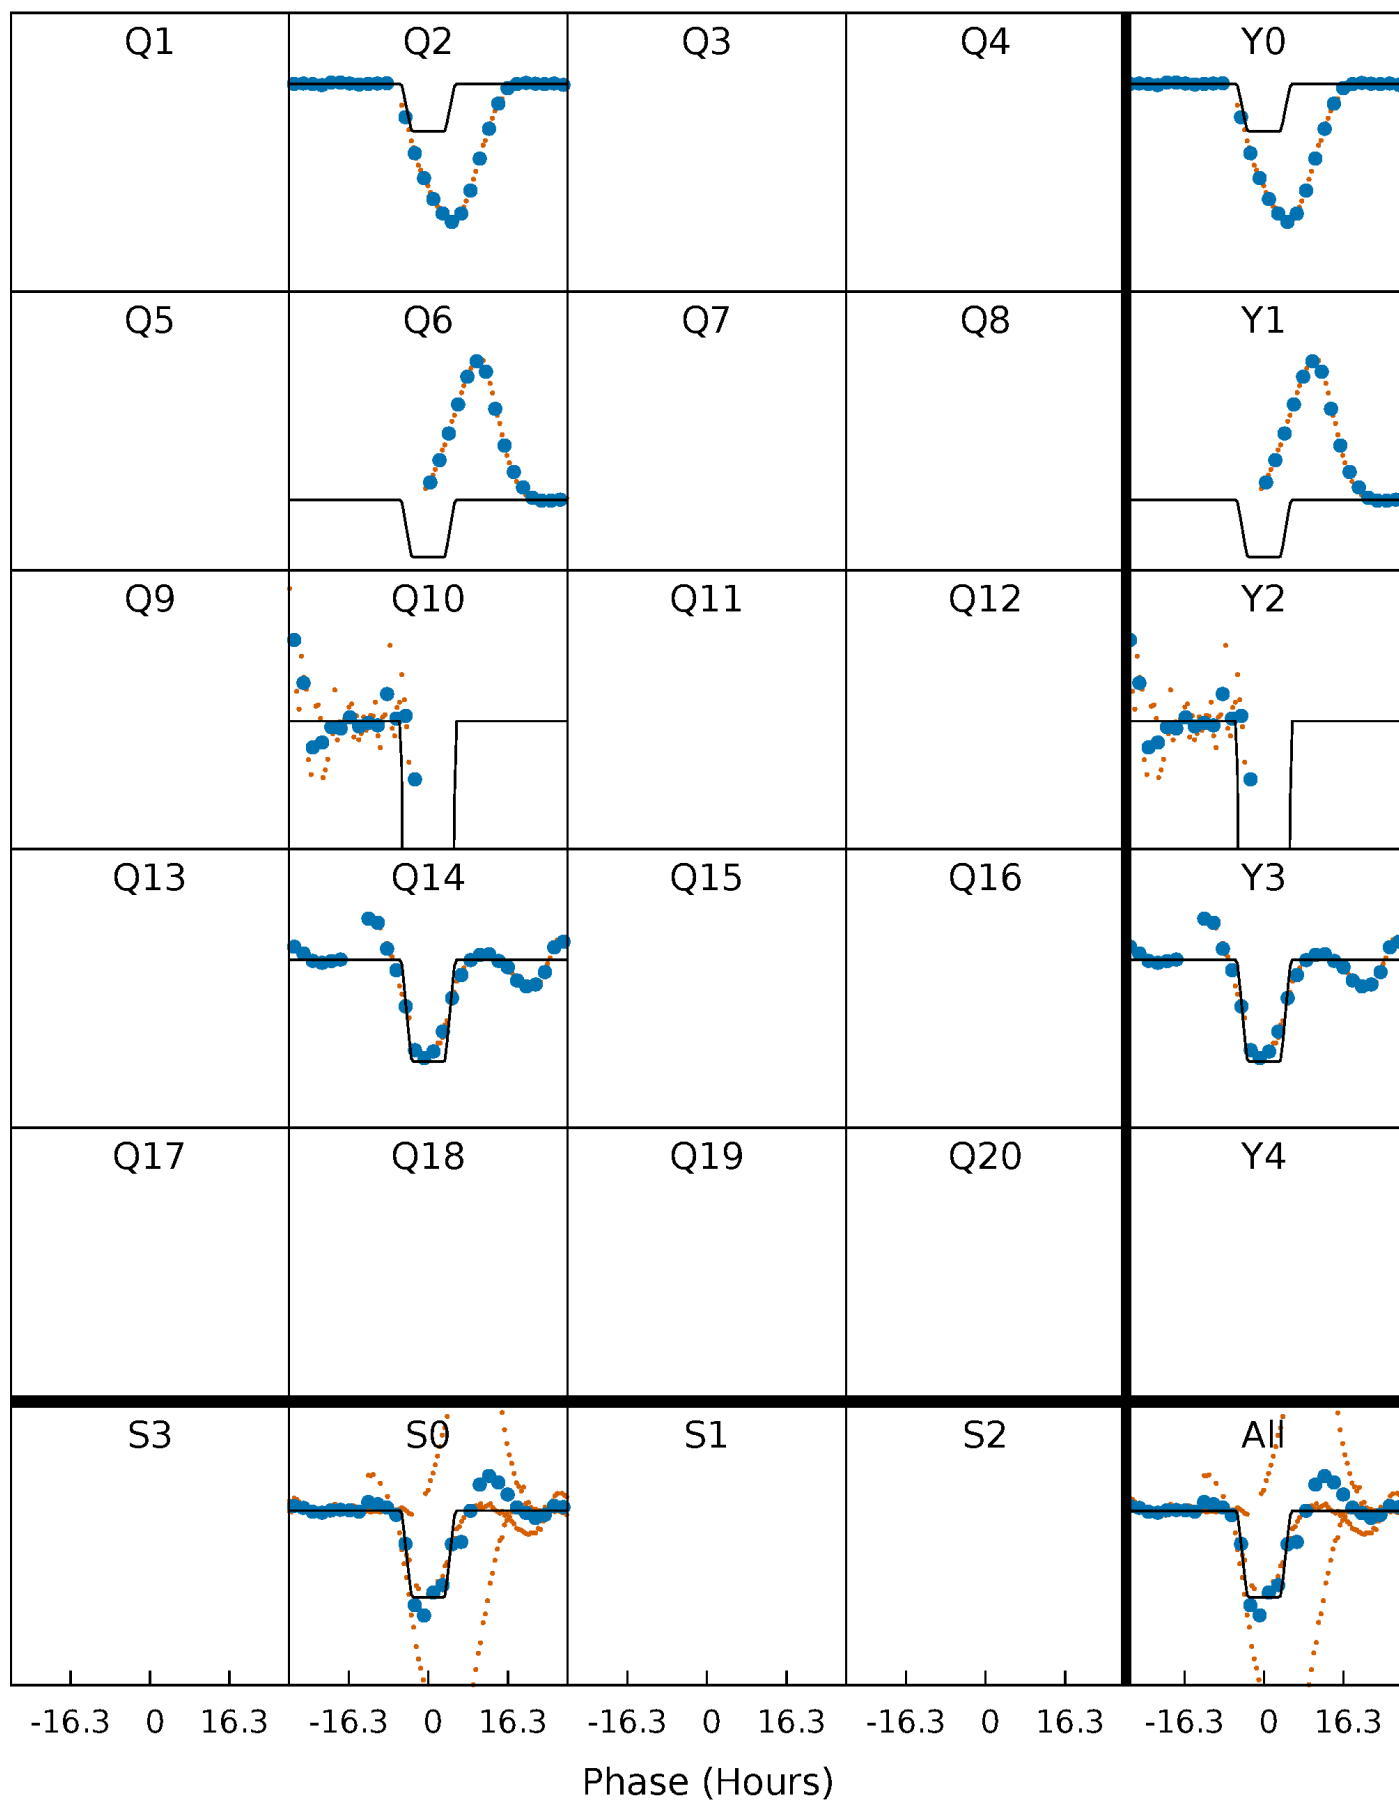 Q1 Q2 Q3 Q4 Y0
Q5 Q6 Q7 Q8 Y1
Q9 Q10 Q11 Q12 Y2
Q13 Q14 Q15 Q16 Y3
Q17 Q18 Q19 Q20 Y4
S3 S0 S1 S2 All
-16.3 0 16.3 -16.3 0 16.3 -16.3 0 16.3 -16.3 0 16.3 -16.3 0 16.3
Phase (Hours)